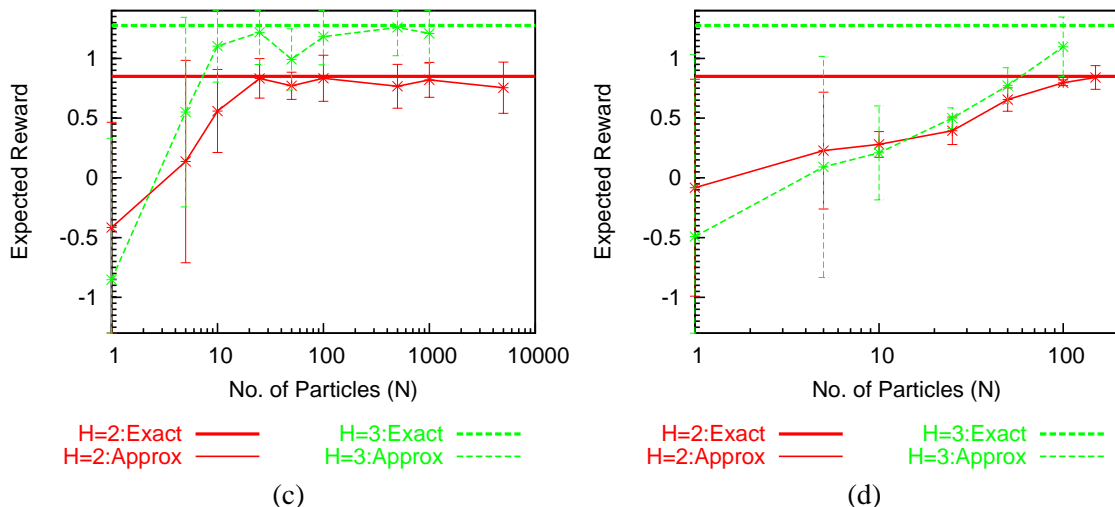 Expected Reward
1
0.5
0
-0.5
-1
1 10 100 1000 10000
No. of Particles (N)
H=2:Exact H=3:Exact
H=2:Approx H=3:Approx
(c)
Expected Reward
1
0.5
0
-0.5
-1
1 10 100
No. of Particles (N)
H=2:Exact H=3:Exact
H=2:Approx H=3:Approx
(d)